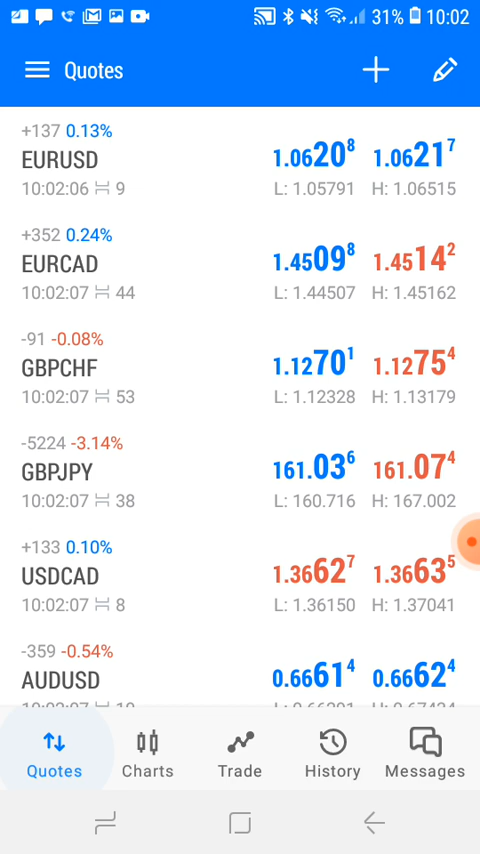 31% 10:02
Quotes
+137 0.13%
EURUSD 1.06208 1.06217
10:02:06 9 L: 1.05791 H: 1.06515
+352 0.24%
EURCAD 1.45098 1.45142
10:02:07 44 L: 1.44507 H: 1.45162
-91 -0.08%
GBPCHF 1.12701 1.12754
10:02:07 53 L: 1.12328 H: 1.13179
-5224 -3.14%
GBPJPY 161.036 161.074
10:02:07 38 L: 160.716 H: 167.002
+133 0.10%
USDCAD 1.36627 1.36635
10:02:07 8 L: 1.36150 H: 1.37041
-359 -0.54%
AUDUSD 0.66614 0.66624
Quotes Charts Trade History Messages